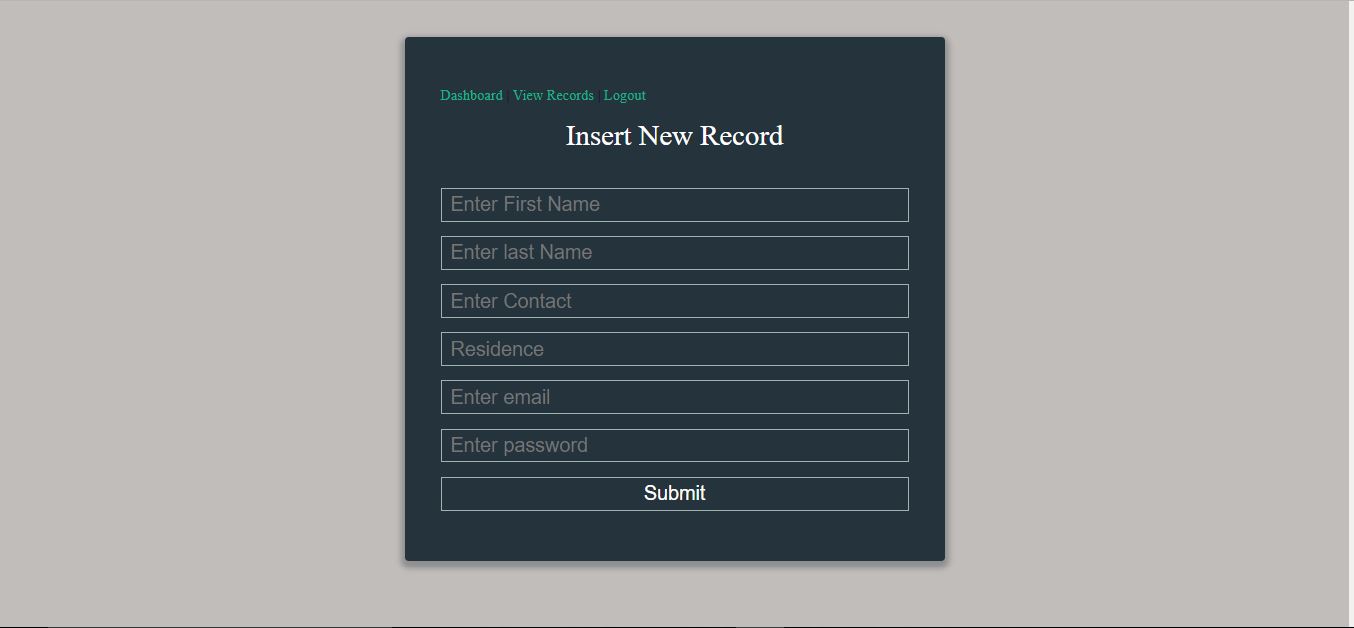 Dashboard | View Records | Logout
Insert New Record
Enter First Name
Enter last Name
Enter Contact
Residence
Enter email
Enter password
Submit